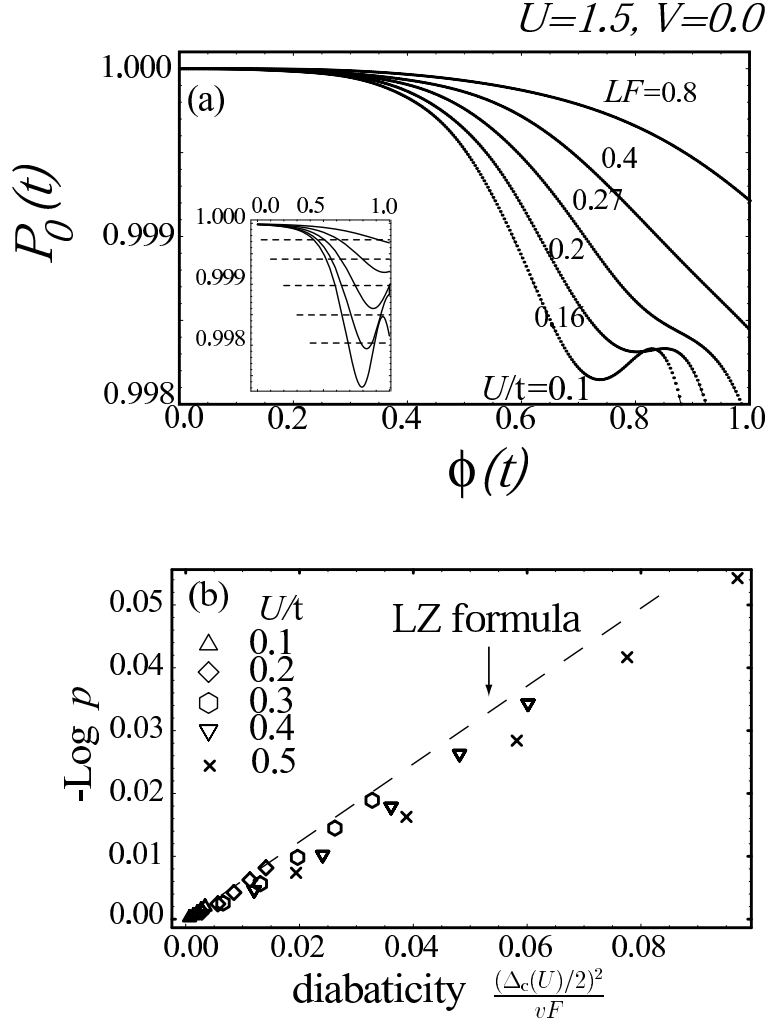 U=1.5, V=0.0
1.000
(a)
LF=0.8
0.4
0.27
0.2
0.16
U/t=0.1
P0(t)
0.999
0.998
0.0 0.5 1.0
1.000
0.999
0.998
0.0 0.2 0.4 0.6 0.8 1.0
ϕ(t)
(b)
U/t
0.1
0.2
0.3
0.4
0.5
LZ formula
-Log p
0.05
0.04
0.03
0.02
0.01
0.00
0.00 0.02 0.04 0.06 0.08
diabaticity (Δc(U)/2)²
vF